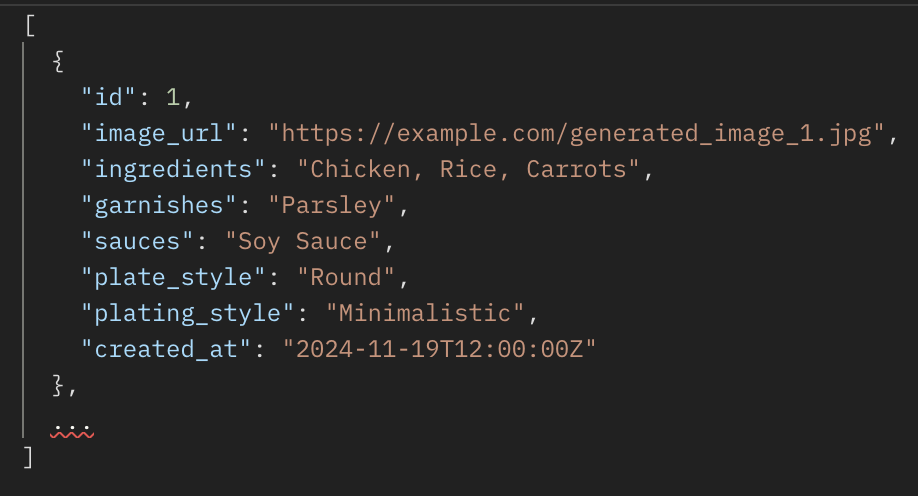 [
  {
    "id": 1,
    "image_url": "https://example.com/generated_image_1.jpg",
    "ingredients": "Chicken, Rice, Carrots",
    "garnishes": "Parsley",
    "sauces": "Soy Sauce",
    "plate_style": "Round",
    "plating_style": "Minimalistic",
    "created_at": "2024-11-19T12:00:00Z"
  },
  ...
]